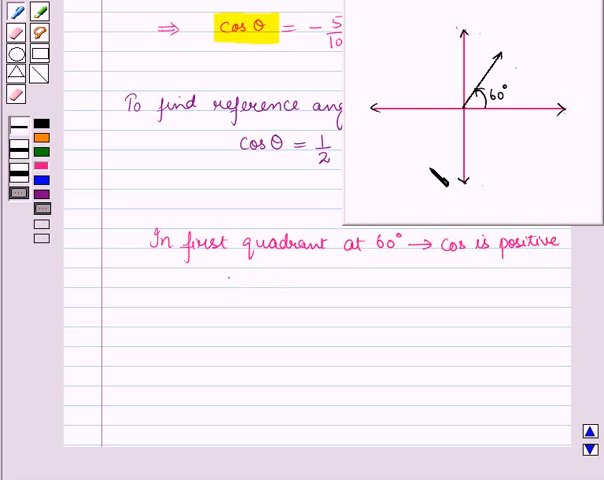 ⇒ cos θ = - 5/10
60°
To find reference ang
cos θ = 1/2
In first quadrant at 60° → cos is positive